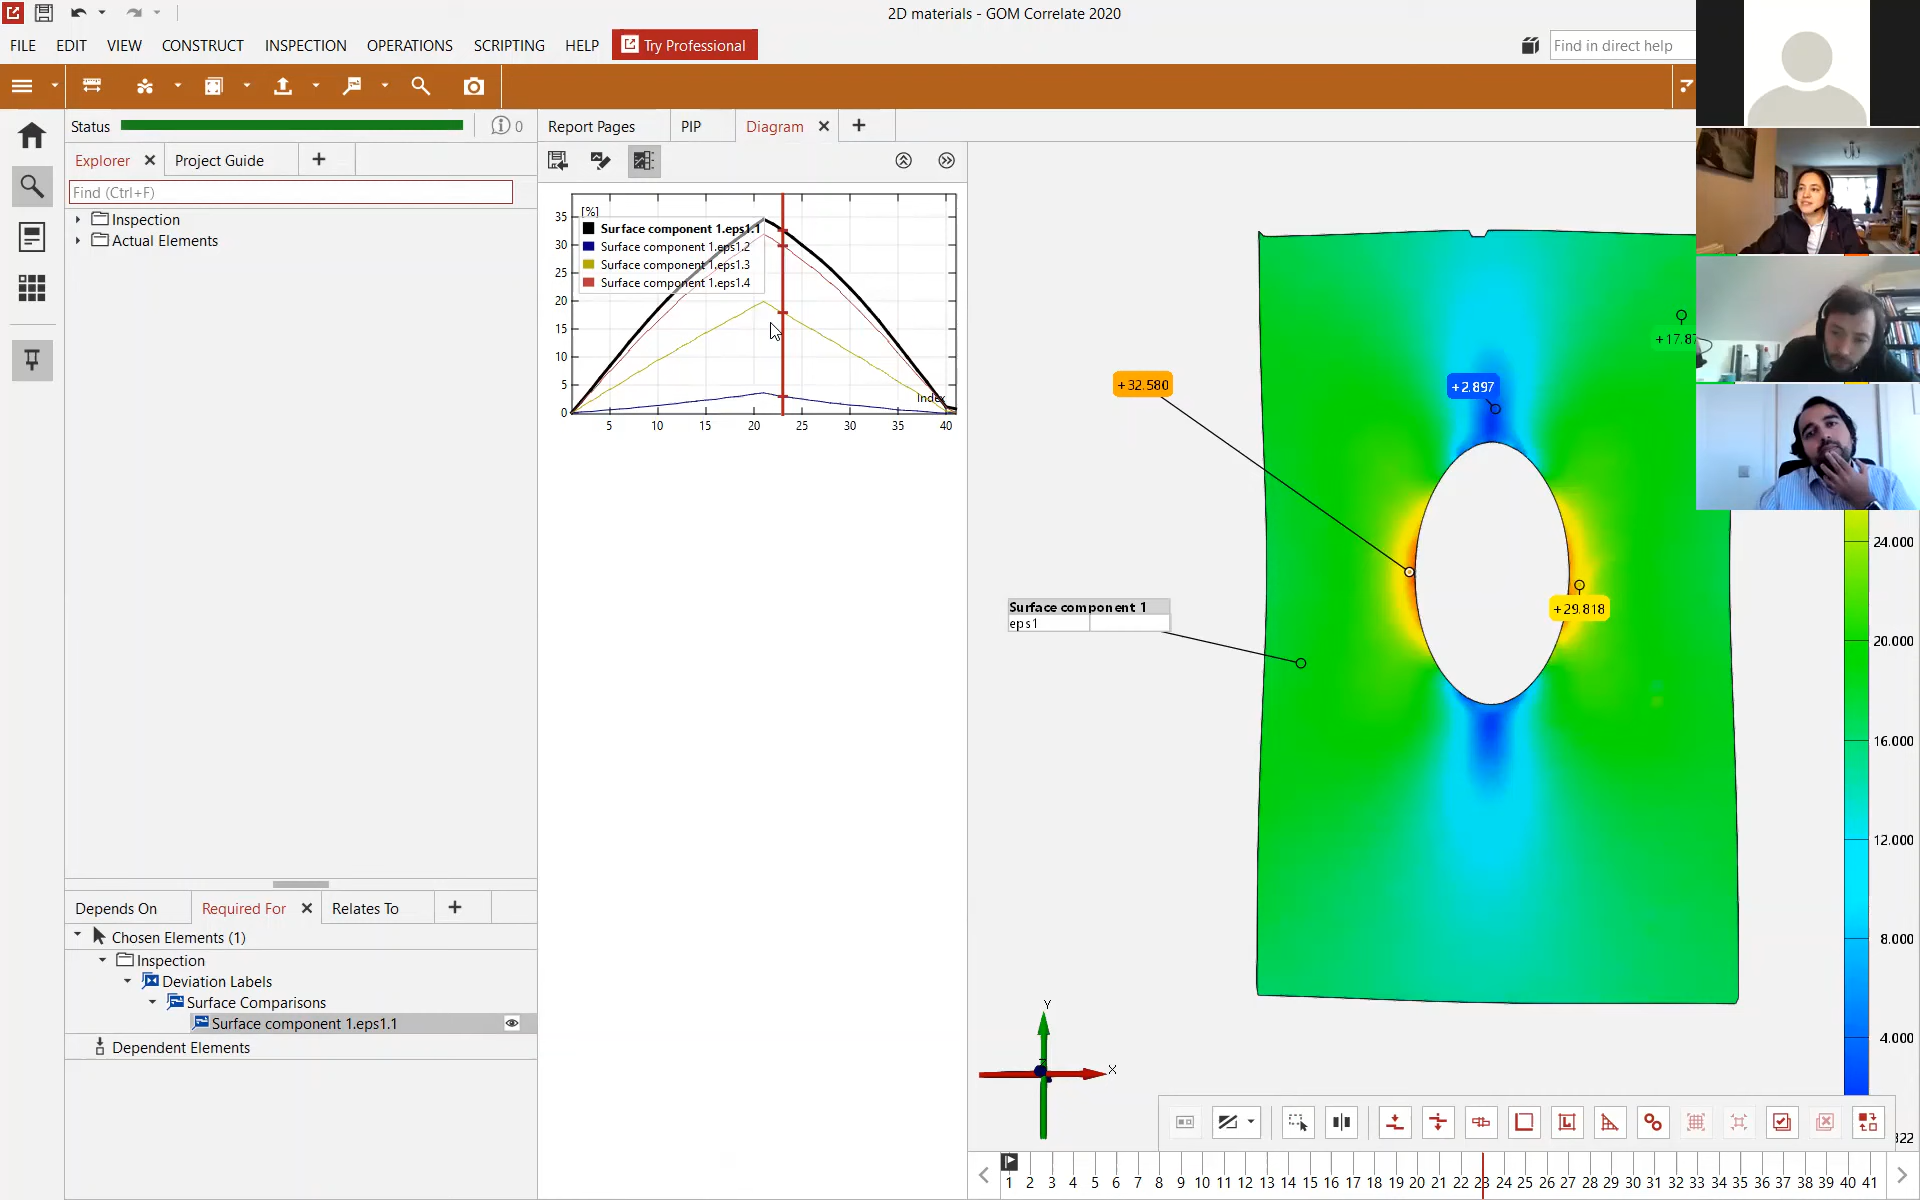 2D materials - GOM Correlate 2020
FILE EDIT VIEW CONSTRUCT INSPECTION OPERATIONS SCRIPTING HELP Try Professional
Find in direct help
Status
0
Report Pages PIP Diagram
Explorer Project Guide
Find (Ctrl+F)
Inspection
Actual Elements
[%]
35
30
25
20
15
10
5
0
Surface component 1.eps1.1
Surface component 1.eps1.2
Surface component 1.eps1.3
Surface component 1.eps1.4
Index
5 10 15 20 25 30 35 40
+17.87
+32.580
+2.897
+29.818
Surface component 1
eps1
24.000
20.000
16.000
12.000
8.000
4.000
Depends On Required For Relates To
Chosen Elements (1)
Inspection
Deviation Labels
Surface Comparisons
Surface component 1.eps1.1
Dependent Elements
Y
X
1 2 3 4 5 6 7 8 9 10 11 12 13 14 15 16 17 18 19 20 21 22 23 24 25 26 27 28 29 30 31 32 33 34 35 36 37 38 39 40 41